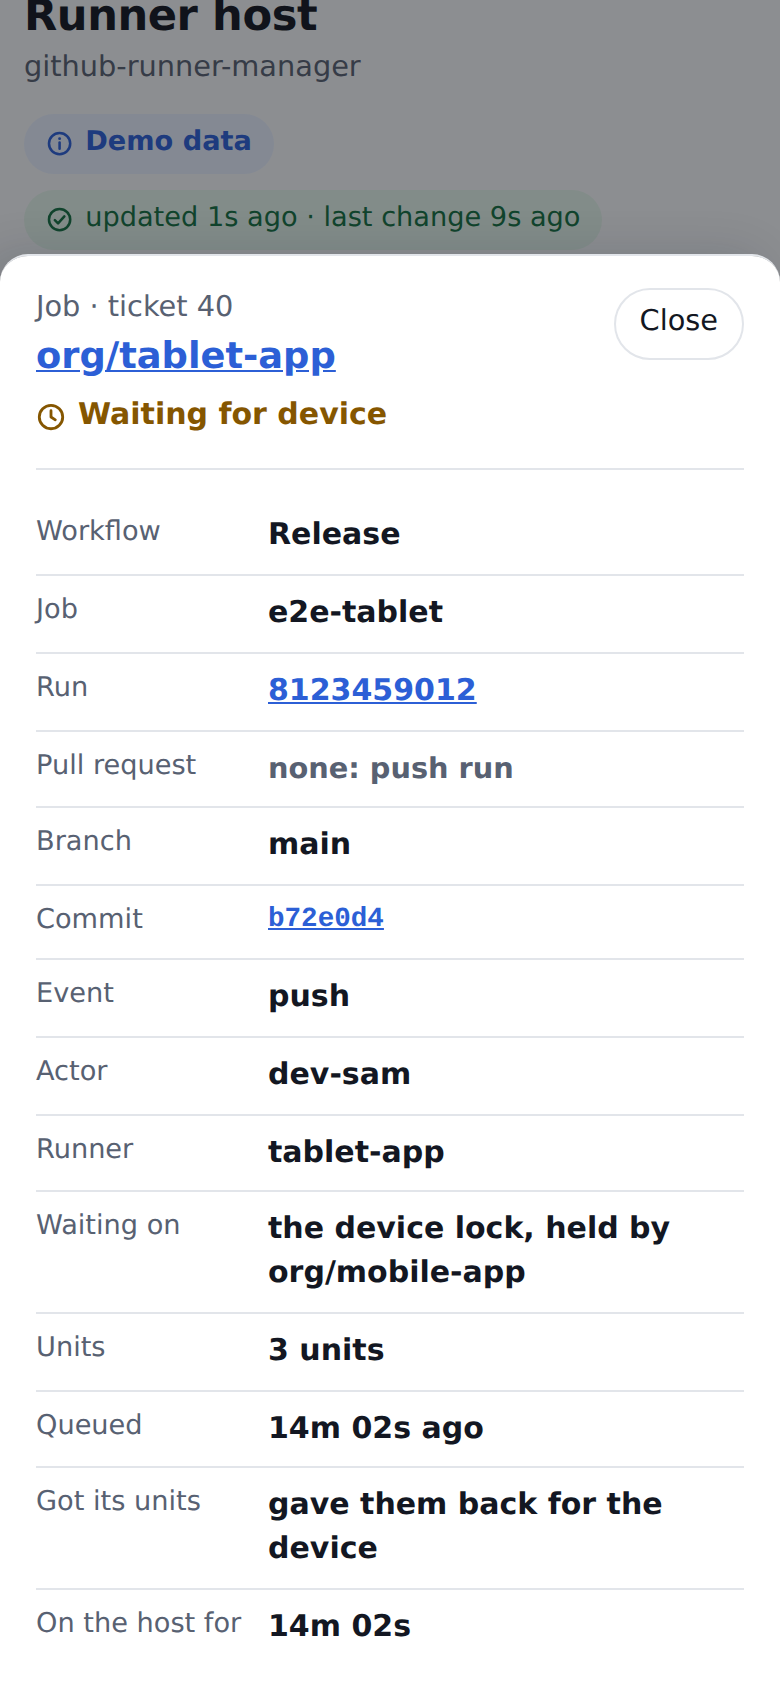 Runner host
github-runner-manager
Demo data
updated 1s ago · last change 9s ago
Job · ticket 40
Close
org/tablet-app
Waiting for device
Workflow Release
Job e2e-tablet
Run 8123459012
Pull request none: push run
Branch main
Commit b72e0d4
Event push
Actor dev-sam
Runner tablet-app
Waiting on the device lock, held by
org/mobile-app
Units 3 units
Queued 14m 02s ago
Got its units gave them back for the
device
On the host for 14m 02s